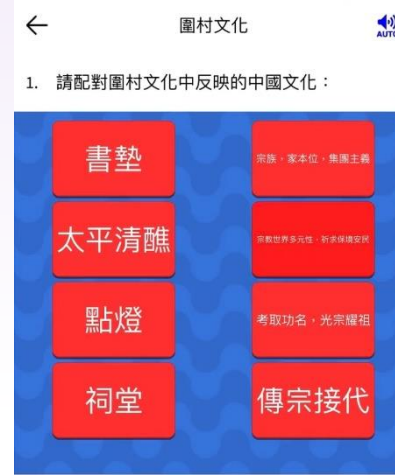 圍村文化
AUTO
1. 請配對圍村文化中反映的中國文化：
書塾
宗族，家本位，集團主義
太平清醮
宗教世界多元性，祈求保境安民
點燈
考取功名，光宗耀祖
祠堂
傳宗接代